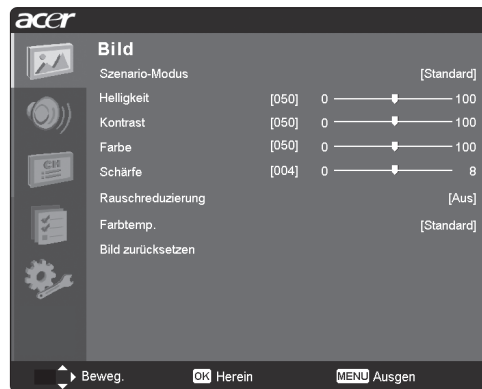 acer
Bild
Szenario-Modus [Standard]
Helligkeit [050] 0 100
Kontrast [050] 0 100
Farbe [050] 0 100
Schärfe [004] 0 8
Rauschreduzierung [Aus]
Farbtemp. [Standard]
Bild zurücksetzen
CH
Beweg. OK Herein MENU Ausgen